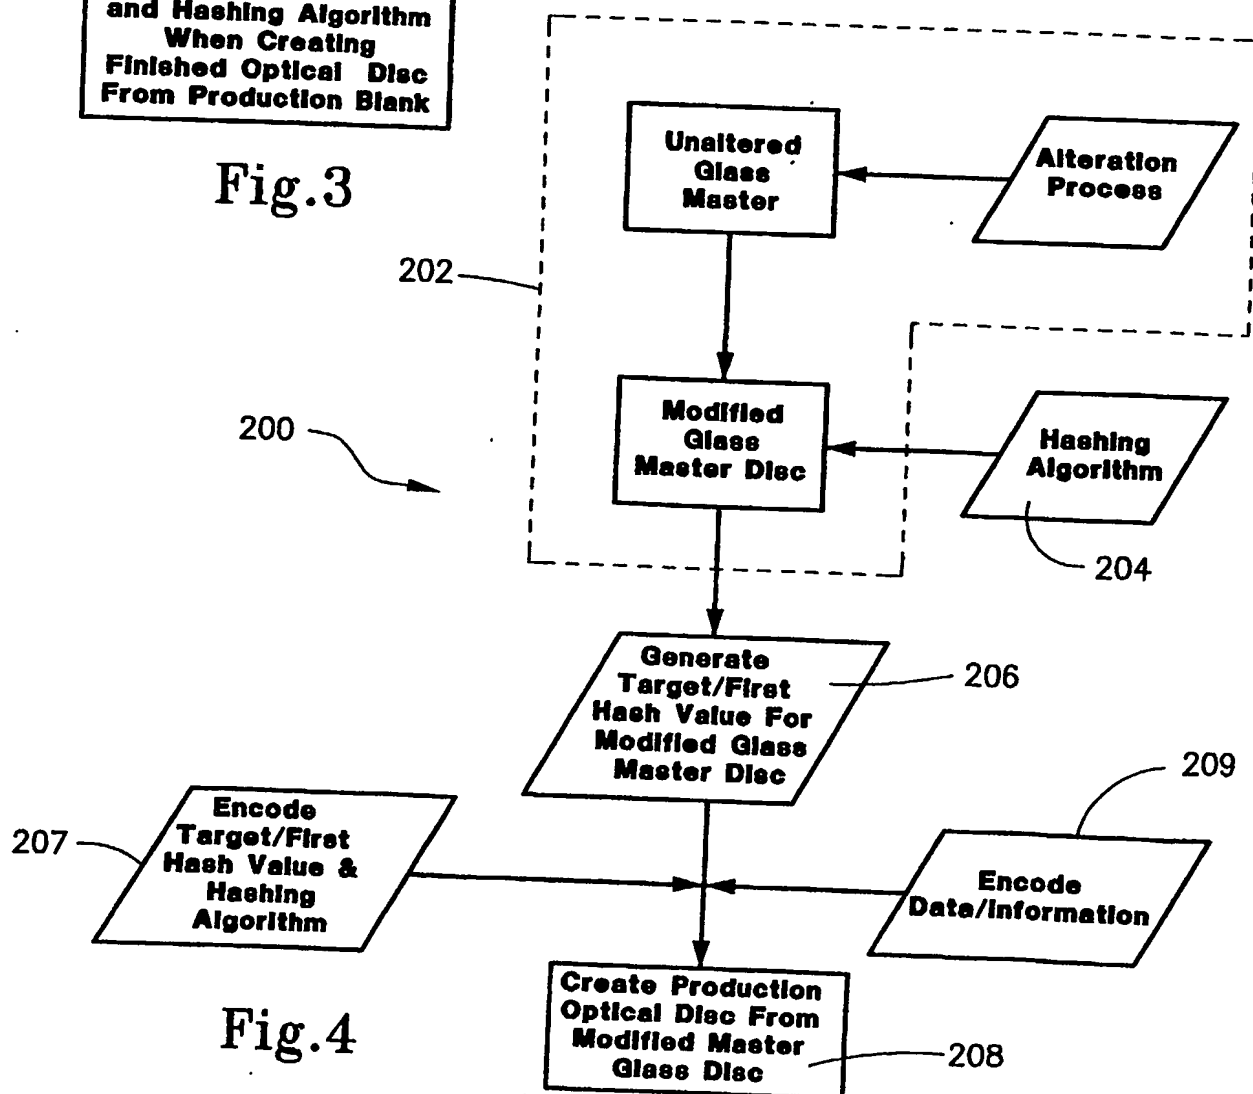 and Hashing Algorithm
When Creating
Finished Optical Disc
From Production Blank
Fig.3
Unaltered
Glass
Master
Alteration
Process
202
Modified
Glass
Master Disc
Hashing
Algorithm
200
204
Generate
Target/First
Hash Value For
Modified Glass
Master Disc
206
209
Encode
Target/First
Hash Value &
Hashing
Algorithm
207
Encode
Data/Information
Create Production
Optical Disc From
Modified Master
Glass Disc
208
Fig.4